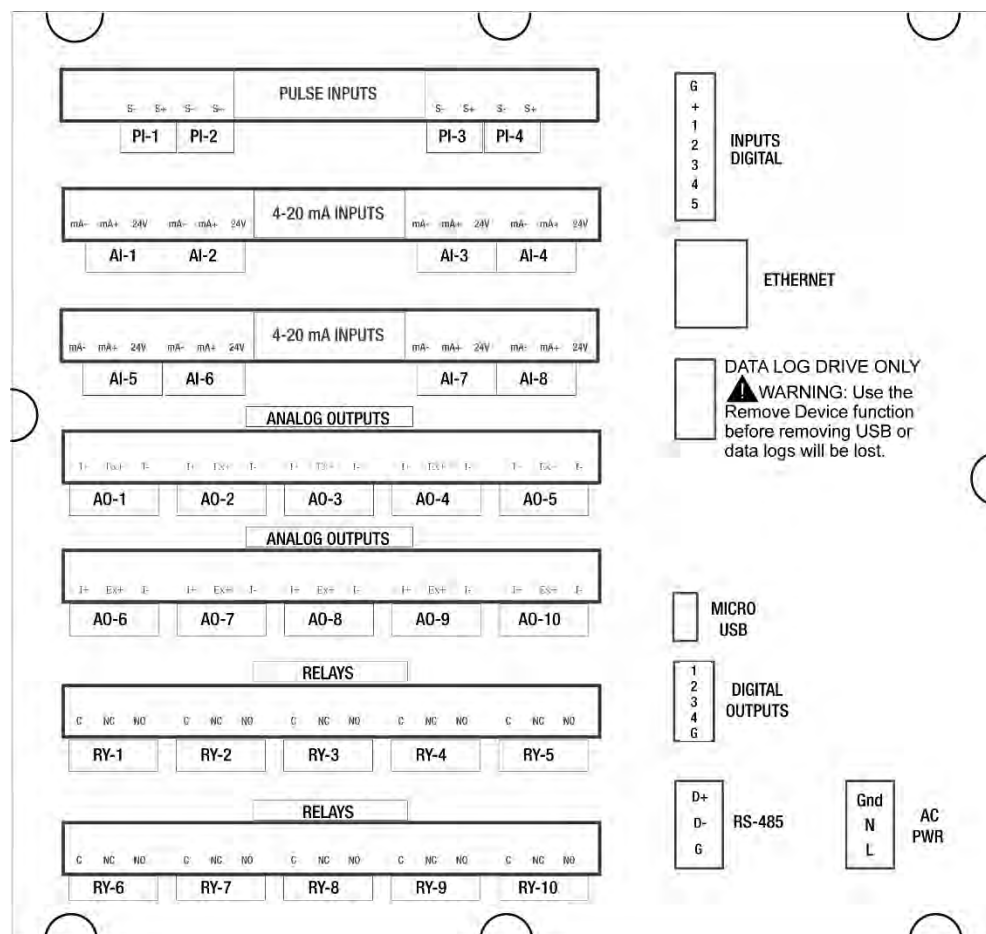 PULSE INPUTS
S- S+ S- S+ S- S+ S- S+
PI-1 PI-2 PI-3 PI-4
4-20 mA INPUTS
mA- mA+ 24V mA- mA+ 24V mA- mA+ 24V mA- mA+ 24V
AI-1 AI-2 AI-3 AI-4
4-20 mA INPUTS
mA- mA+ 24V mA- mA+ 24V mA- mA+ 24V mA- mA+ 24V
AI-5 AI-6 AI-7 AI-8
ANALOG OUTPUTS
AO-1 AO-2 AO-3 AO-4 AO-5
ANALOG OUTPUTS
I+ Ex+ I- I+ Ex+ I- I+ Ex+ I- I+ Ex+ I- I+ Ex+ I-
AO-6 AO-7 AO-8 AO-9 AO-10
RELAYS
C NC NO C NC NO C NC NO C NC NO C NC NO
RY-1 RY-2 RY-3 RY-4 RY-5
RELAYS
C NC NO C NC NO C NC NO C NC NO C NC NO
RY-6 RY-7 RY-8 RY-9 RY-10
G
+
1
2
3
4
5
INPUTS
DIGITAL
ETHERNET
DATA LOG DRIVE ONLY
WARNING: Use the
Remove Device function
before removing USB or
data logs will be lost.
MICRO
USB
1
2
3
4
G
DIGITAL
OUTPUTS
D+
D-
G
RS-485
Gnd
N
L
AC
PWR